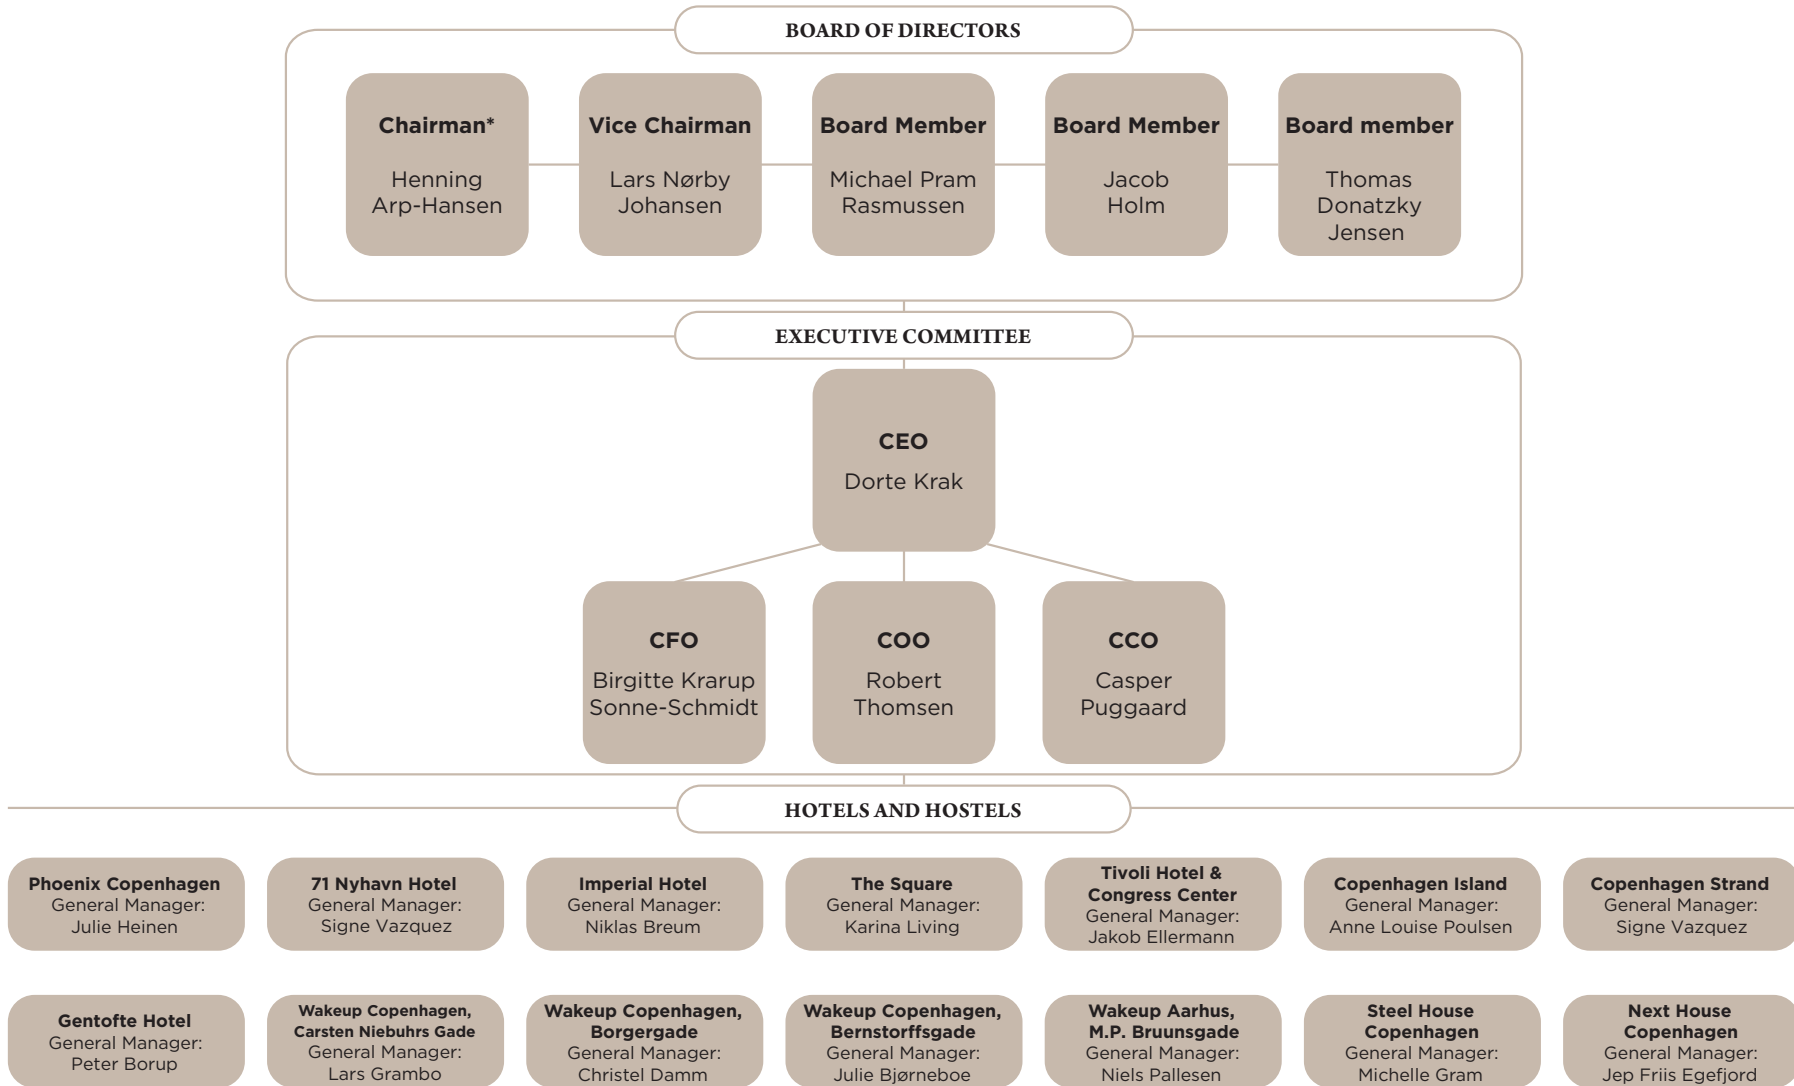 BOARD OF DIRECTORS
Chairman*
Henning
Arp-Hansen
Vice Chairman
Lars Nørby
Johansen
Board Member
Michael Pram
Rasmussen
Board Member
Jacob
Holm
Board member
Thomas
Donatzky
Jensen
EXECUTIVE COMMITTEE
CEO
Dorte Krak
CFO
Birgitte Krarup
Sonne-Schmidt
COO
Robert
Thomsen
CCO
Casper
Puggaard
HOTELS AND HOSTELS
Phoenix Copenhagen
General Manager:
Julie Heinen
71 Nyhavn Hotel
General Manager:
Signe Vazquez
Imperial Hotel
General Manager:
Niklas Breum
The Square
General Manager:
Karina Living
Tivoli Hotel &
Congress Center
General Manager:
Jakob Ellermann
Copenhagen Island
General Manager:
Anne Louise Poulsen
Copenhagen Strand
General Manager:
Signe Vazquez
Gentofte Hotel
General Manager:
Peter Borup
Wakeup Copenhagen,
Carsten Niebuhrs Gade
General Manager:
Lars Grambo
Wakeup Copenhagen,
Borgergade
General Manager:
Christel Damm
Wakeup Copenhagen,
Bernstorffsgade
General Manager:
Julie Bjørneboe
Wakeup Aarhus,
M.P. Bruunsgade
General Manager:
Niels Pallesen
Steel House
Copenhagen
General Manager:
Michelle Gram
Next House
Copenhagen
General Manager:
Jep Friis Egefjord